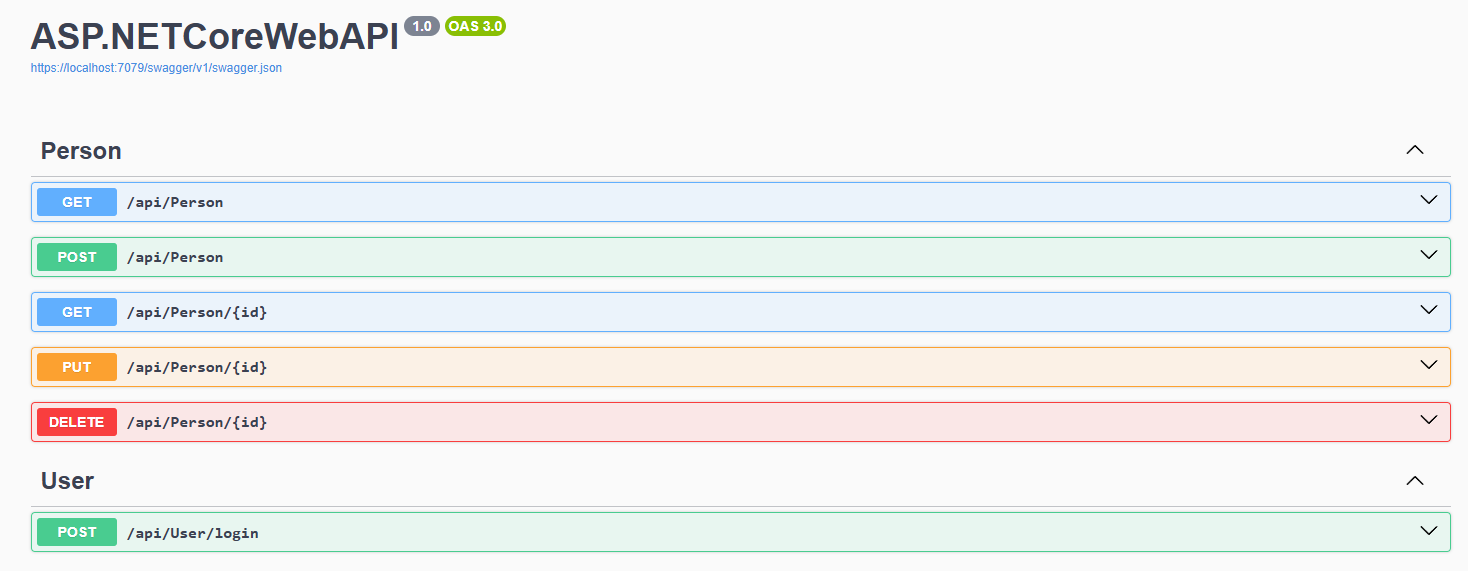 ASP.NETCoreWebAPI 1.0 OAS 3.0
https://localhost:7079/swagger/v1/swagger.json
Person
GET /api/Person
POST /api/Person
GET /api/Person/{id}
PUT /api/Person/{id}
DELETE /api/Person/{id}
User
POST /api/User/login